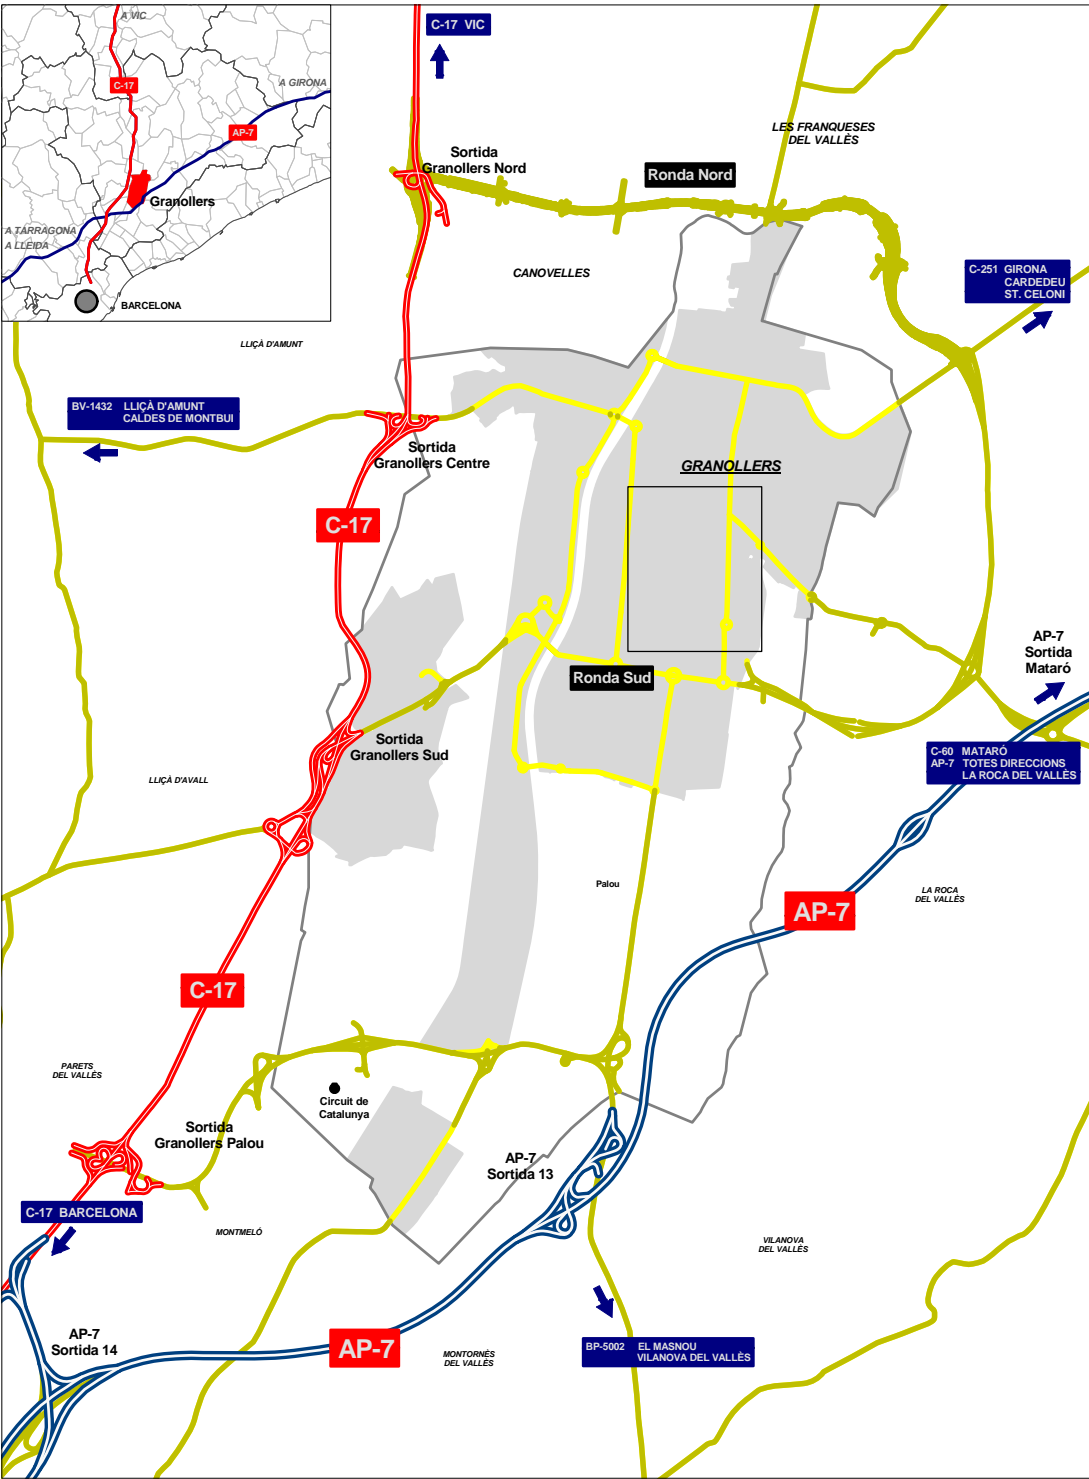 A VIC
C-17
A GIRONA
AP-7
Granollers
A TARRAGONA
A LLEIDA
BARCELONA
C-17 VIC
Sortida
Granollers Nord
Ronda Nord
LES FRANQUESES
DEL VALLÈS
CANOVELLES
C-251 GIRONA
CARDEDEU
ST. CELONI
LLIÇÀ D'AMUNT
BV-1432 LLIÇÀ D'AMUNT
CALDES DE MONTBUI
Sortida
Granollers Centre
GRANOLLERS
C-17
AP-7
Sortida
Mataró
Ronda Sud
Sortida
Granollers Sud
C-60 MATARÓ
AP-7 TOTES DIRECCIONS
LA ROCA DEL VALLÈS
LLIÇÀ D'AVALL
Palou
LA ROCA
DEL VALLÈS
AP-7
C-17
PARETS
DEL VALLÈS
Circuit de
Catalunya
Sortida
Granollers Palou
AP-7
Sortida 13
C-17 BARCELONA
MONTMELÓ
VILANOVA
DEL VALLÈS
AP-7
Sortida 14
AP-7
MONTORNÈS
DEL VALLÈS
BP-5002 EL MASNOU
VILANOVA DEL VALLÈS